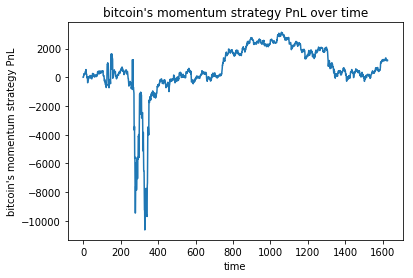 bitcoin's momentum strategy PnL over time
bitcoin's momentum strategy PnL
2000
0
−2000
−4000
−6000
−8000
−10000
0 200 400 600 800 1000 1200 1400 1600
time